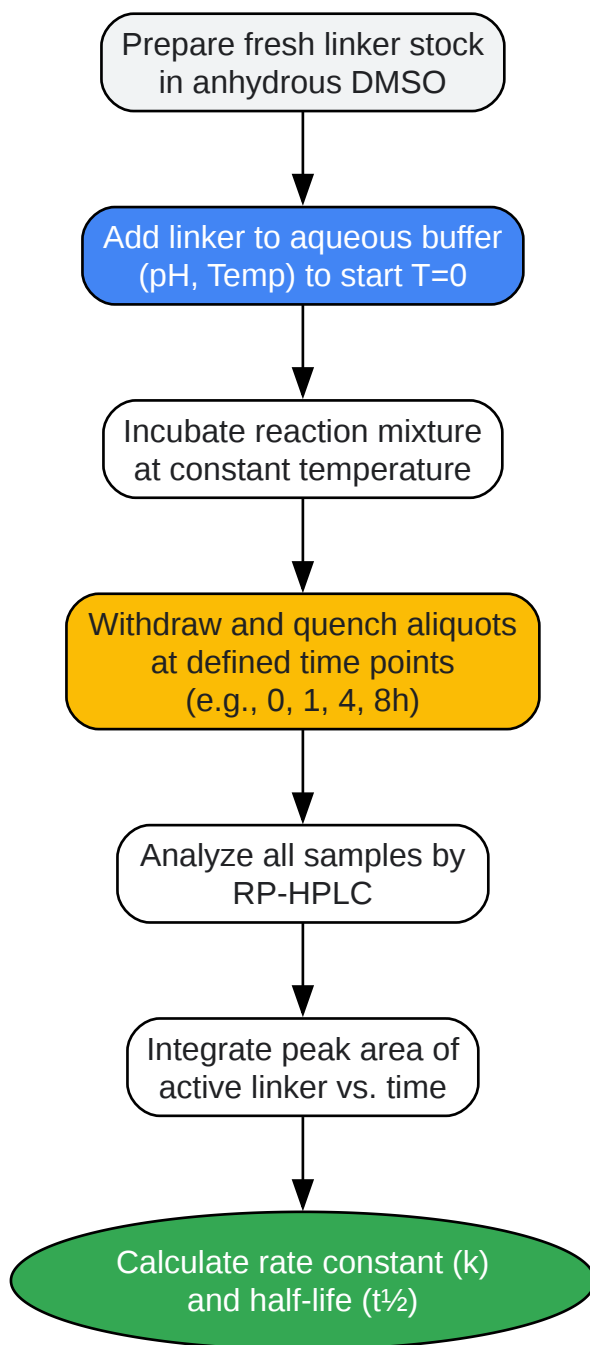 Prepare fresh linker stock
in anhydrous DMSO
Add linker to aqueous buffer
(pH, Temp) to start T=0
Incubate reaction mixture
at constant temperature
Withdraw and quench aliquots
at defined time points
(e.g., 0, 1, 4, 8h)
Analyze all samples by
RP-HPLC
Integrate peak area of
active linker vs. time
Calculate rate constant (k)
and half-life (t½)